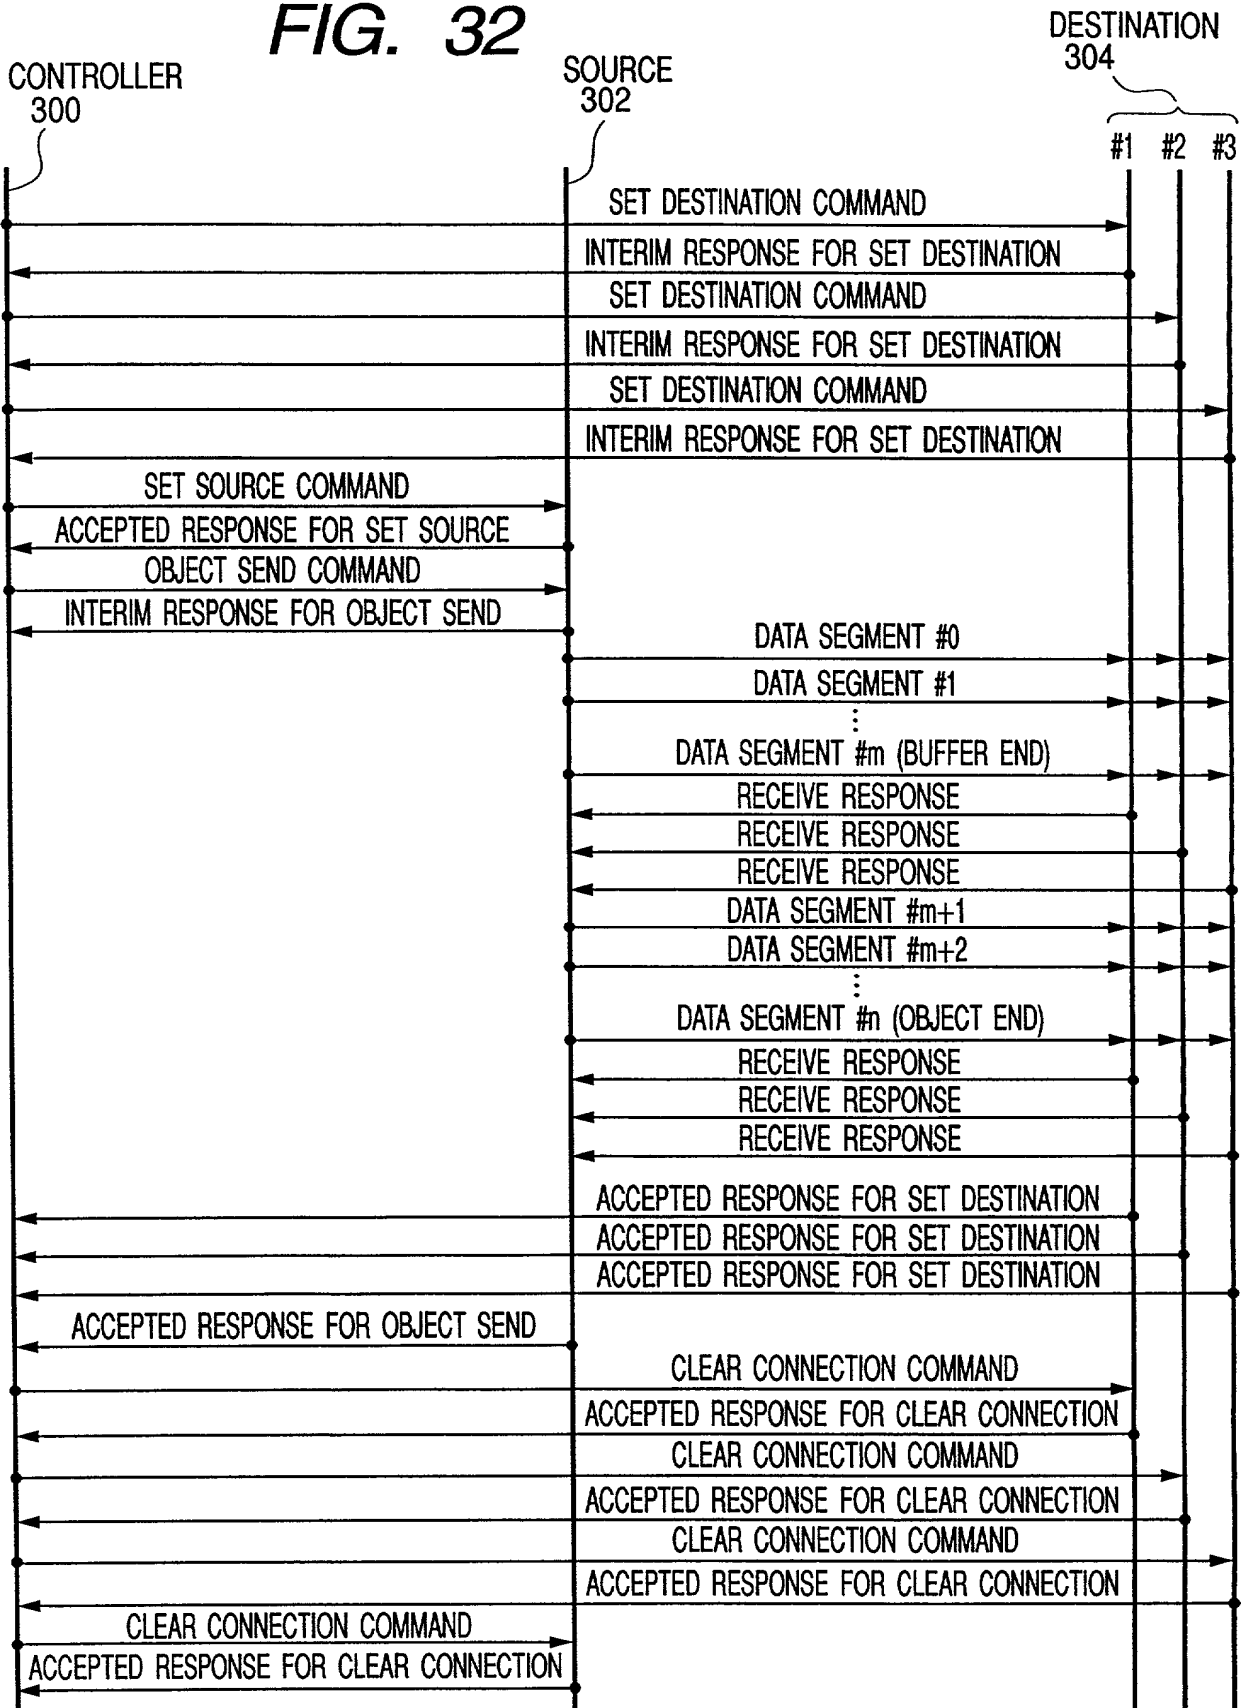 FIG. 32
DESTINATION
304
CONTROLLER
300
SOURCE
302
#1 #2 #3
SET DESTINATION COMMAND
INTERIM RESPONSE FOR SET DESTINATION
SET DESTINATION COMMAND
INTERIM RESPONSE FOR SET DESTINATION
SET DESTINATION COMMAND
INTERIM RESPONSE FOR SET DESTINATION
SET SOURCE COMMAND
ACCEPTED RESPONSE FOR SET SOURCE
OBJECT SEND COMMAND
INTERIM RESPONSE FOR OBJECT SEND
DATA SEGMENT #0
DATA SEGMENT #1
DATA SEGMENT #m (BUFFER END)
RECEIVE RESPONSE
RECEIVE RESPONSE
RECEIVE RESPONSE
DATA SEGMENT #m+1
DATA SEGMENT #m+2
DATA SEGMENT #n (OBJECT END)
RECEIVE RESPONSE
RECEIVE RESPONSE
RECEIVE RESPONSE
ACCEPTED RESPONSE FOR SET DESTINATION
ACCEPTED RESPONSE FOR SET DESTINATION
ACCEPTED RESPONSE FOR SET DESTINATION
ACCEPTED RESPONSE FOR OBJECT SEND
CLEAR CONNECTION COMMAND
ACCEPTED RESPONSE FOR CLEAR CONNECTION
CLEAR CONNECTION COMMAND
ACCEPTED RESPONSE FOR CLEAR CONNECTION
CLEAR CONNECTION COMMAND
ACCEPTED RESPONSE FOR CLEAR CONNECTION
CLEAR CONNECTION COMMAND
ACCEPTED RESPONSE FOR CLEAR CONNECTION